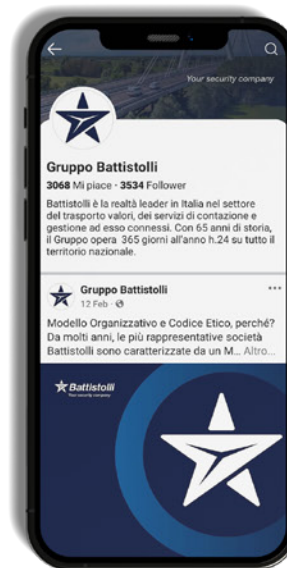 Your security company
Gruppo Battistolli
3068 Mi piace · 3534 Follower
Battistolli è la realtà leader in Italia nel settore
del trasporto valori, dei servizi di contazione e
gestione ad esso connessi. Con 65 anni di storia,
il Gruppo opera 365 giorni all'anno h.24 su tutto il
territorio nazionale.
Gruppo Battistolli
12 Feb ·
Modello Organizzativo e Codice Etico, perché?
Da molti anni, le più rappresentative società
Battistolli sono caratterizzate da un M... Altro...
Battistolli
Your security company